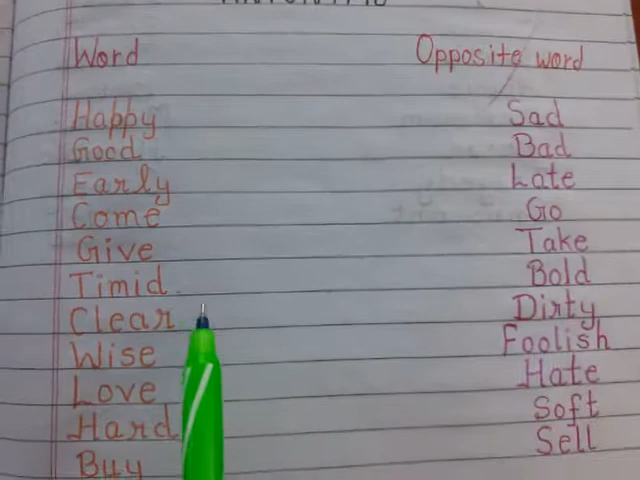 Word Opposite word
Happy Sad
Good Bad
Early Late
Come Go
Give Take
Timid Bold
Clear Dirty
Wise Foolish
Love Hate
Hard Soft
Buy Sell